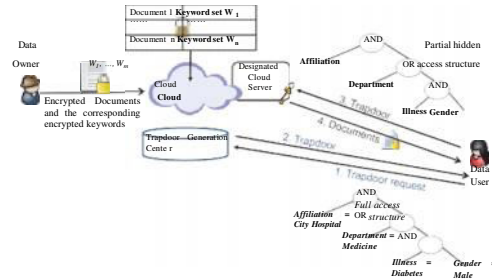 Document 1 Keyword set W 1
......
Document n Keyword set Wn
Data
Owner
W1, ..., Wm
Encrypted Documents
and the corresponding
encrypted keywords
Cloud
Cloud
Designated
Cloud
Server
AND
Affiliation
OR access structure
Partial hidden
Department
AND
Illness Gender
3. Trapdoor
4. Documents
Trapdoor Generation
Cente r
2. Trapdoor
1. Trapdoor request
Data
User
AND
Full access
Affiliation = OR structure
City Hospital
Department = AND
Medicine
Illness =
Diabetes
Gender =
Male